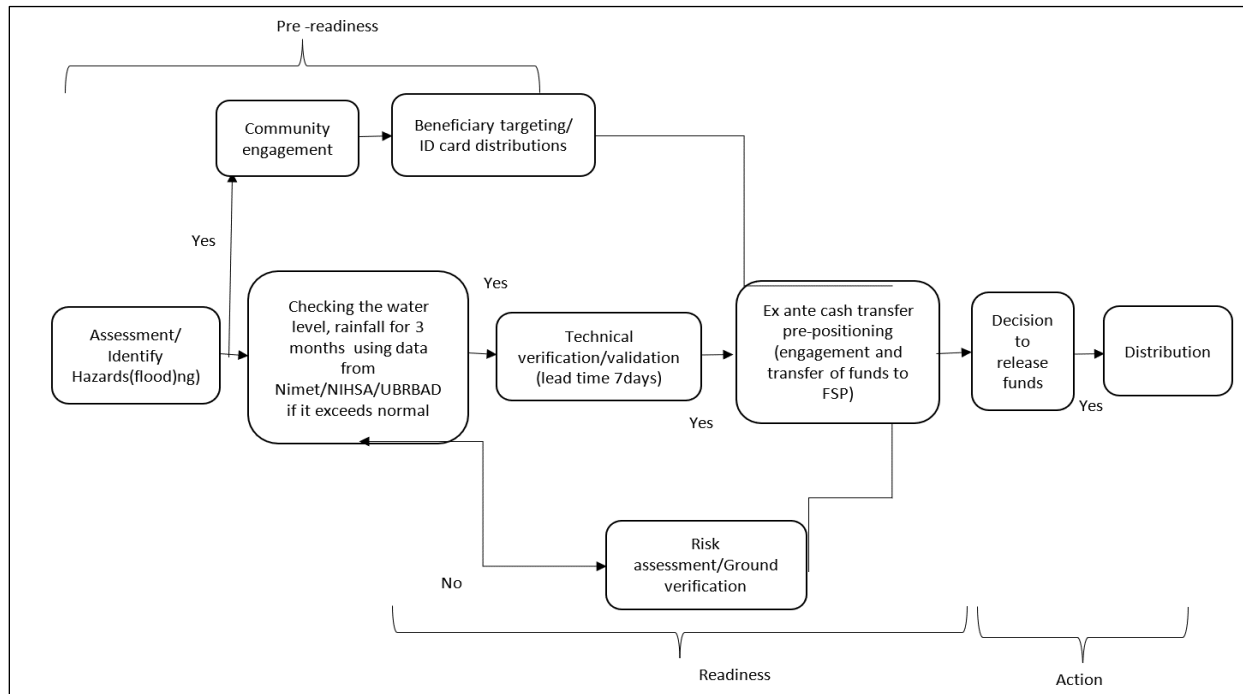 Pre -readiness
Community
engagement
Beneficiary targeting/
ID card distributions
Yes
Yes
Assessment/
Identify
Hazards(flood)ng)
Checking the water
level, rainfall for 3
months using data
from
Nimet/NIHSA/UBRBAD
if it exceeds normal
Technical
verification/validation
(lead time 7days)
Ex ante cash transfer
pre-positioning
(engagement and
transfer of funds to
FSP)
Decision
to
release
funds
Distribution
Yes
Yes
Risk
assessment/Ground
verification
No
Readiness
Action